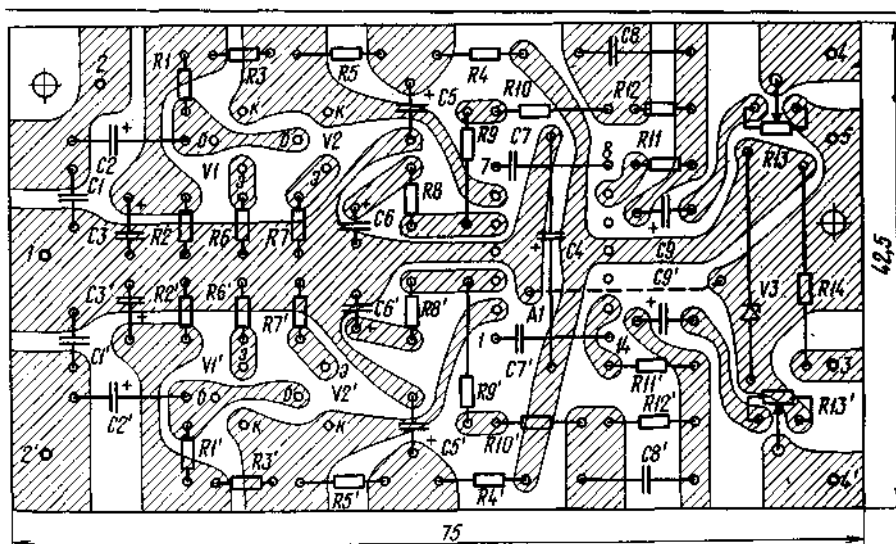 2
R1
R3
R5
R4
R10
C8
4
C2
б
б
к
к
V2
C5
R9
C7
R12
5
7
8
R11
R13
V1
э
э
C1
R8
C3
R2
R6
R7
C6
C4
C9
42,5
1
C3'
R2'
R6'
C6'
R8'
A1
C9'
V3
R14
C1'
V1'
R7'
э
э
V2'
1
C7'
14
R11'
3
C2'
б
б
R9'
R13'
R1'
к
к
C5'
R10'
R12'
2'
R3'
R5'
R4'
C8'
4'
75